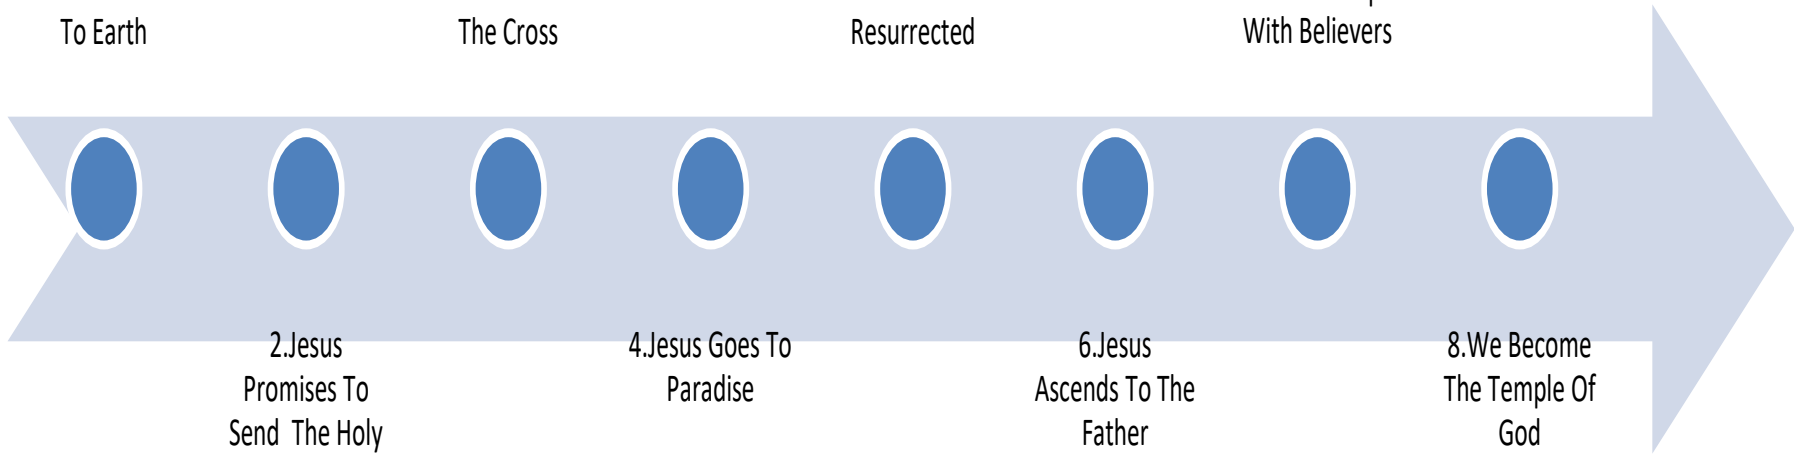 To Earth
The Cross
Resurrected
With Believers
2.Jesus
Promises To
Send  The Holy
4.Jesus Goes To
Paradise
6.Jesus
Ascends To The
Father
8.We Become
The Temple Of
God